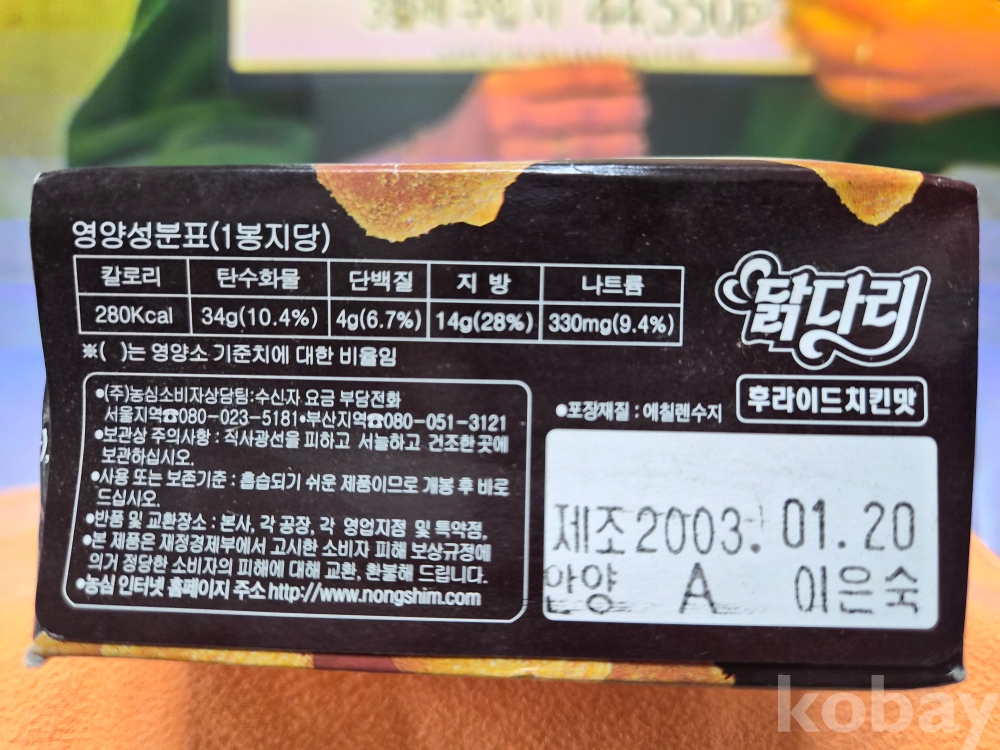 영양성분표(1봉지당)
칼로리 탄수화물 단백질 지 방 나트륨
280Kcal 34g(10.4%) 4g(6.7%) 14g(28%) 330mg(9.4%)
※( )는 영양소 기준치에 대한 비율임
닭다리
후라이드치킨맛
●(주)농심소비자상담팀:수신자 요금 부담전화
서울지역☎080-023-5181•부산지역☎080-051-3121
●보관상 주의사항 : 직사광선을 피하고 서늘하고 건조한 곳에
보관하십시오.
●사용 또는 보존기준 : 흡습되기 쉬운 제품이므로 개봉 후 바로
드십시오.
●반품 및 교환장소 : 본사, 각 공장, 각 영업지점 및 특약점,
●본 제품은 재정경제부에서 고시한 소비자 피해 보상규정에
의거 정당한 소비자의 피해에 대해 교환, 환불해 드립니다.
●농심 인터넷 홈페이지 주소 http://www.nongshim.com
●포장재질 : 에칠렌수지
제조 2003. 01. 20
안양 A 이은숙
kobay